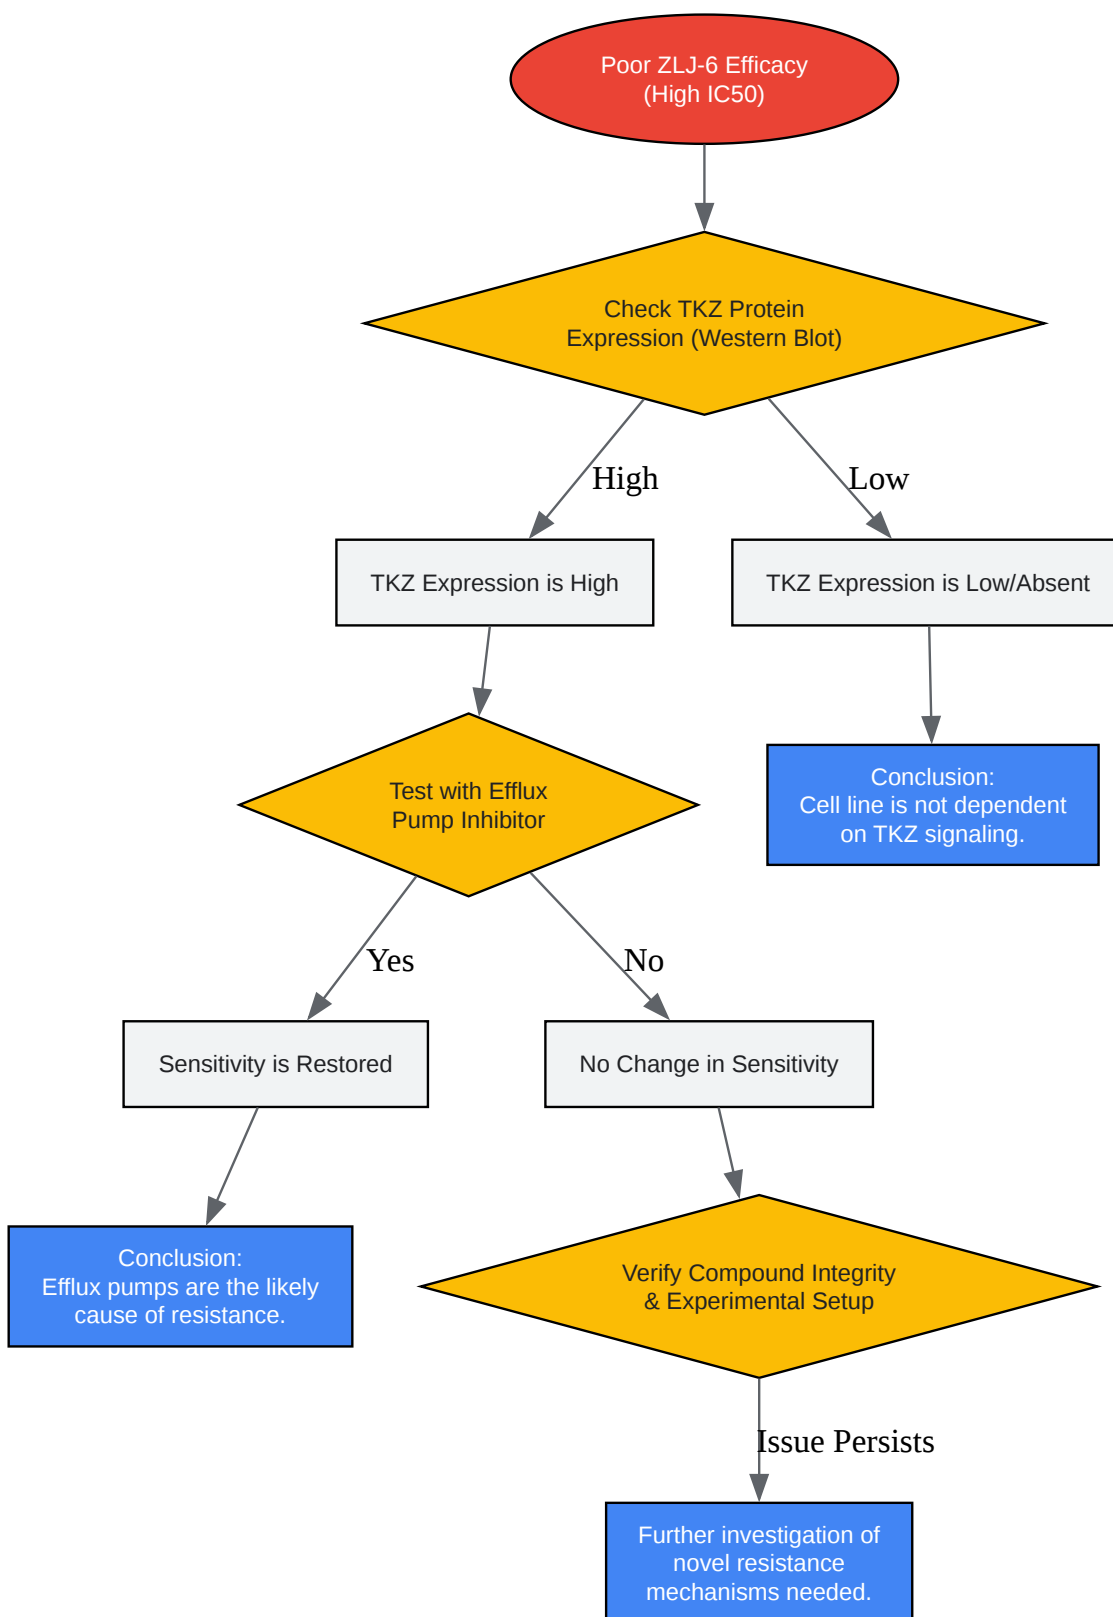 Poor ZLJ-6 Efficacy
(High IC50)
Check TKZ Protein
Expression (Western Blot)
High
Low
TKZ Expression is High
TKZ Expression is Low/Absent
Test with Efflux
Pump Inhibitor
Conclusion:
Cell line is not dependent
on TKZ signaling.
Yes
No
Sensitivity is Restored
No Change in Sensitivity
Conclusion:
Efflux pumps are the likely
cause of resistance.
Verify Compound Integrity
& Experimental Setup
Issue Persists
Further investigation of
novel resistance
mechanisms needed.